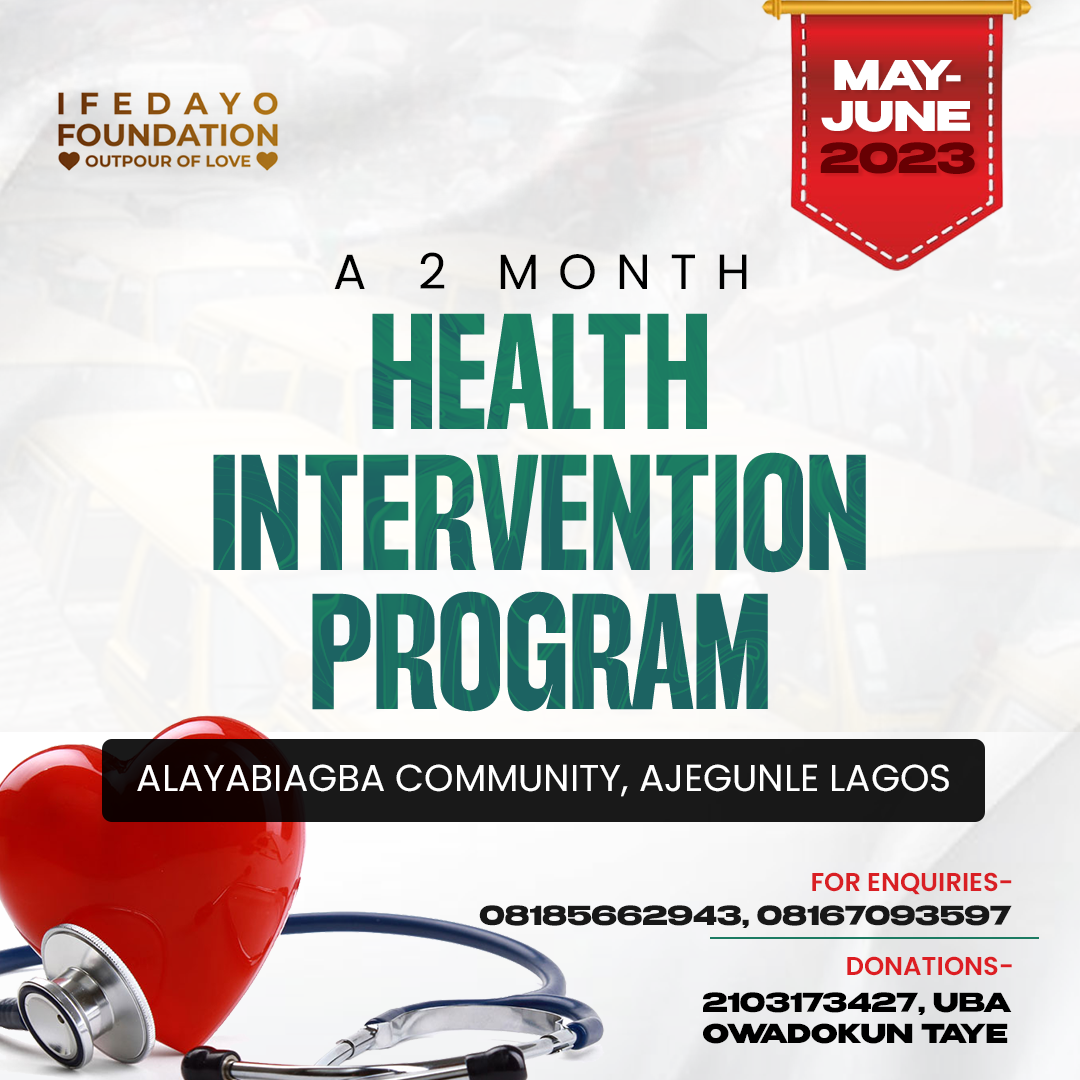 IFEDAYO
FOUNDATION
OUTPOUR OF LOVE
MAY-
JUNE
2023
A 2 MONTH
HEALTH
INTERVENTION
PROGRAM
ALAYABIAGBA COMMUNITY, AJEGUNLE LAGOS
FOR ENQUIRIES-
08185662943, 08167093597
DONATIONS-
2103173427, UBA
OWADOKUN TAYE